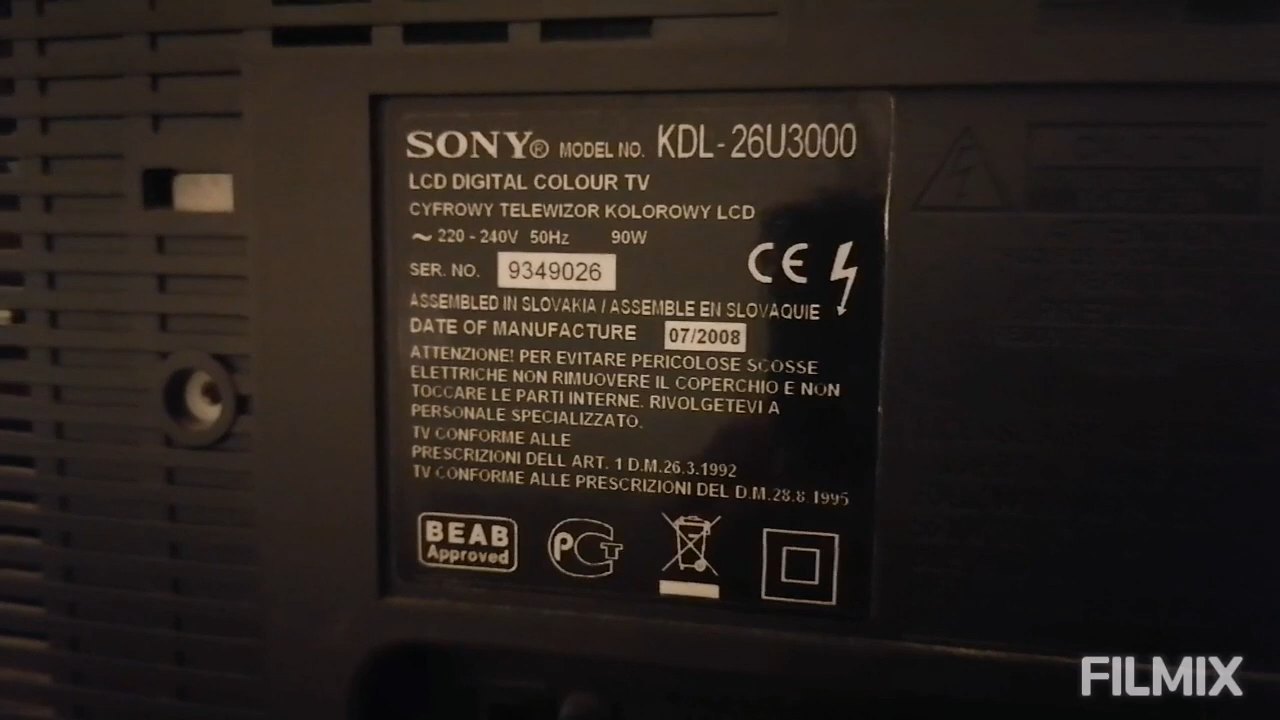 SONY® MODEL NO. KDL-26U3000
LCD DIGITAL COLOUR TV
CYFROWY TELEWIZOR KOLOROWY LCD
~ 220 - 240V 50Hz 90W
SER. NO. 9349026
CE
ASSEMBLED IN SLOVAKIA / ASSEMBLE EN SLOVAQUIE
DATE OF MANUFACTURE 07/2008
ATTENZIONE! PER EVITARE PERICOLOSE SCOSSE
ELETTRICHE NON RIMUOVERE IL COPERCHIO E NON
TOCCARE LE PARTI INTERNE. RIVOLGETEVI A
PERSONALE SPECIALIZZATO.
TV CONFORME ALLE
PRESCRIZIONI DELL ART. 1 D.M.26.3.1992
TV CONFORME ALLE PRESCRIZIONI DEL D.M.28.8.1995
BEAB
Approved
PCT
FILMIX